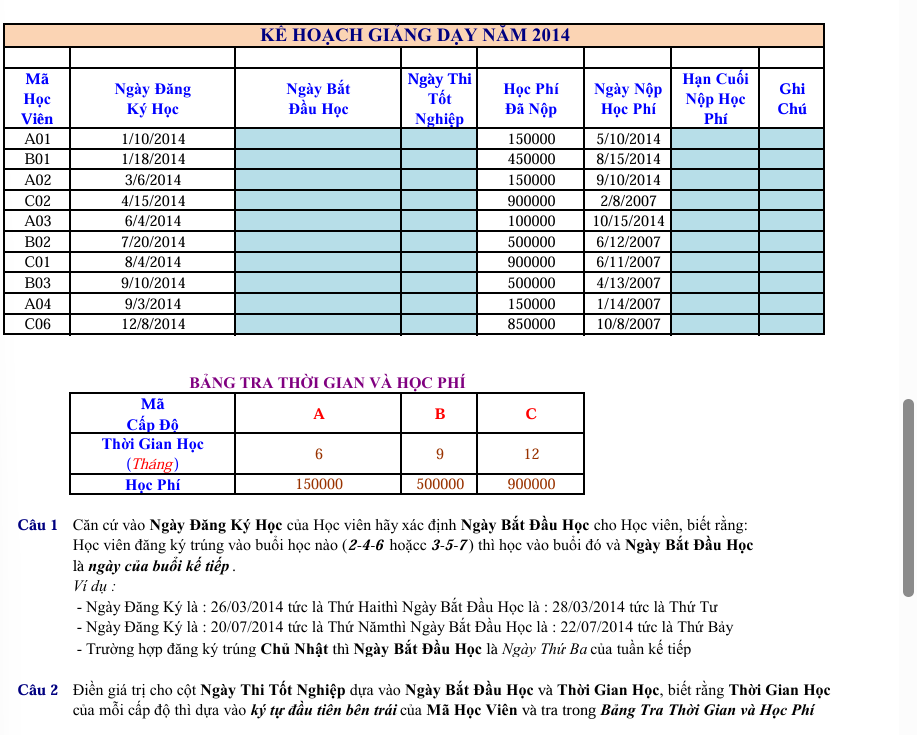 KẾ HOẠCH GIẢNG DẠY NĂM 2014
Mã Học Viên | Ngày Đăng Ký Học | Ngày Bắt Đầu Học | Ngày Thi Tốt Nghiệp | Học Phí Đã Nộp | Ngày Nộp Học Phí | Hạn Cuối Nộp Học Phí | Ghi Chú
A01 1/10/2014 150000 5/10/2014
B01 1/18/2014 450000 8/15/2014
A02 3/6/2014 150000 9/10/2014
C02 4/15/2014 900000 2/8/2007
A03 6/4/2014 100000 10/15/2014
B02 7/20/2014 500000 6/12/2007
C01 8/4/2014 900000 6/11/2007
B03 9/10/2014 500000 4/13/2007
A04 9/3/2014 150000 1/14/2007
C06 12/8/2014 850000 10/8/2007
BẢNG TRA THỜI GIAN VÀ HỌC PHÍ
Mã Cấp Độ A B C
Thời Gian Học (Tháng) 6 9 12
Học Phí 150000 500000 900000
Câu 1 Căn cứ vào Ngày Đăng Ký Học của Học viên hãy xác định Ngày Bắt Đầu Học cho Học viên, biết rằng:
Học viên đăng ký trúng vào buổi học nào (2-4-6 hoặcc 3-5-7) thì học vào buổi đó và Ngày Bắt Đầu Học
là ngày của buổi kế tiếp .
Ví dụ :
- Ngày Đăng Ký là : 26/03/2014 tức là Thứ Haithì Ngày Bắt Đầu Học là : 28/03/2014 tức là Thứ Tư
- Ngày Đăng Ký là : 20/07/2014 tức là Thứ Nămthì Ngày Bắt Đầu Học là : 22/07/2014 tức là Thứ Bảy
- Trường hợp đăng ký trúng Chủ Nhật thì Ngày Bắt Đầu Học là Ngày Thứ Ba của tuần kế tiếp
Câu 2 Điền giá trị cho cột Ngày Thi Tốt Nghiệp dựa vào Ngày Bắt Đầu Học và Thời Gian Học, biết rằng Thời Gian Học
của mỗi cấp độ thì dựa vào ký tự đầu tiên bên trái của Mã Học Viên và tra trong Bảng Tra Thời Gian và Học Phí